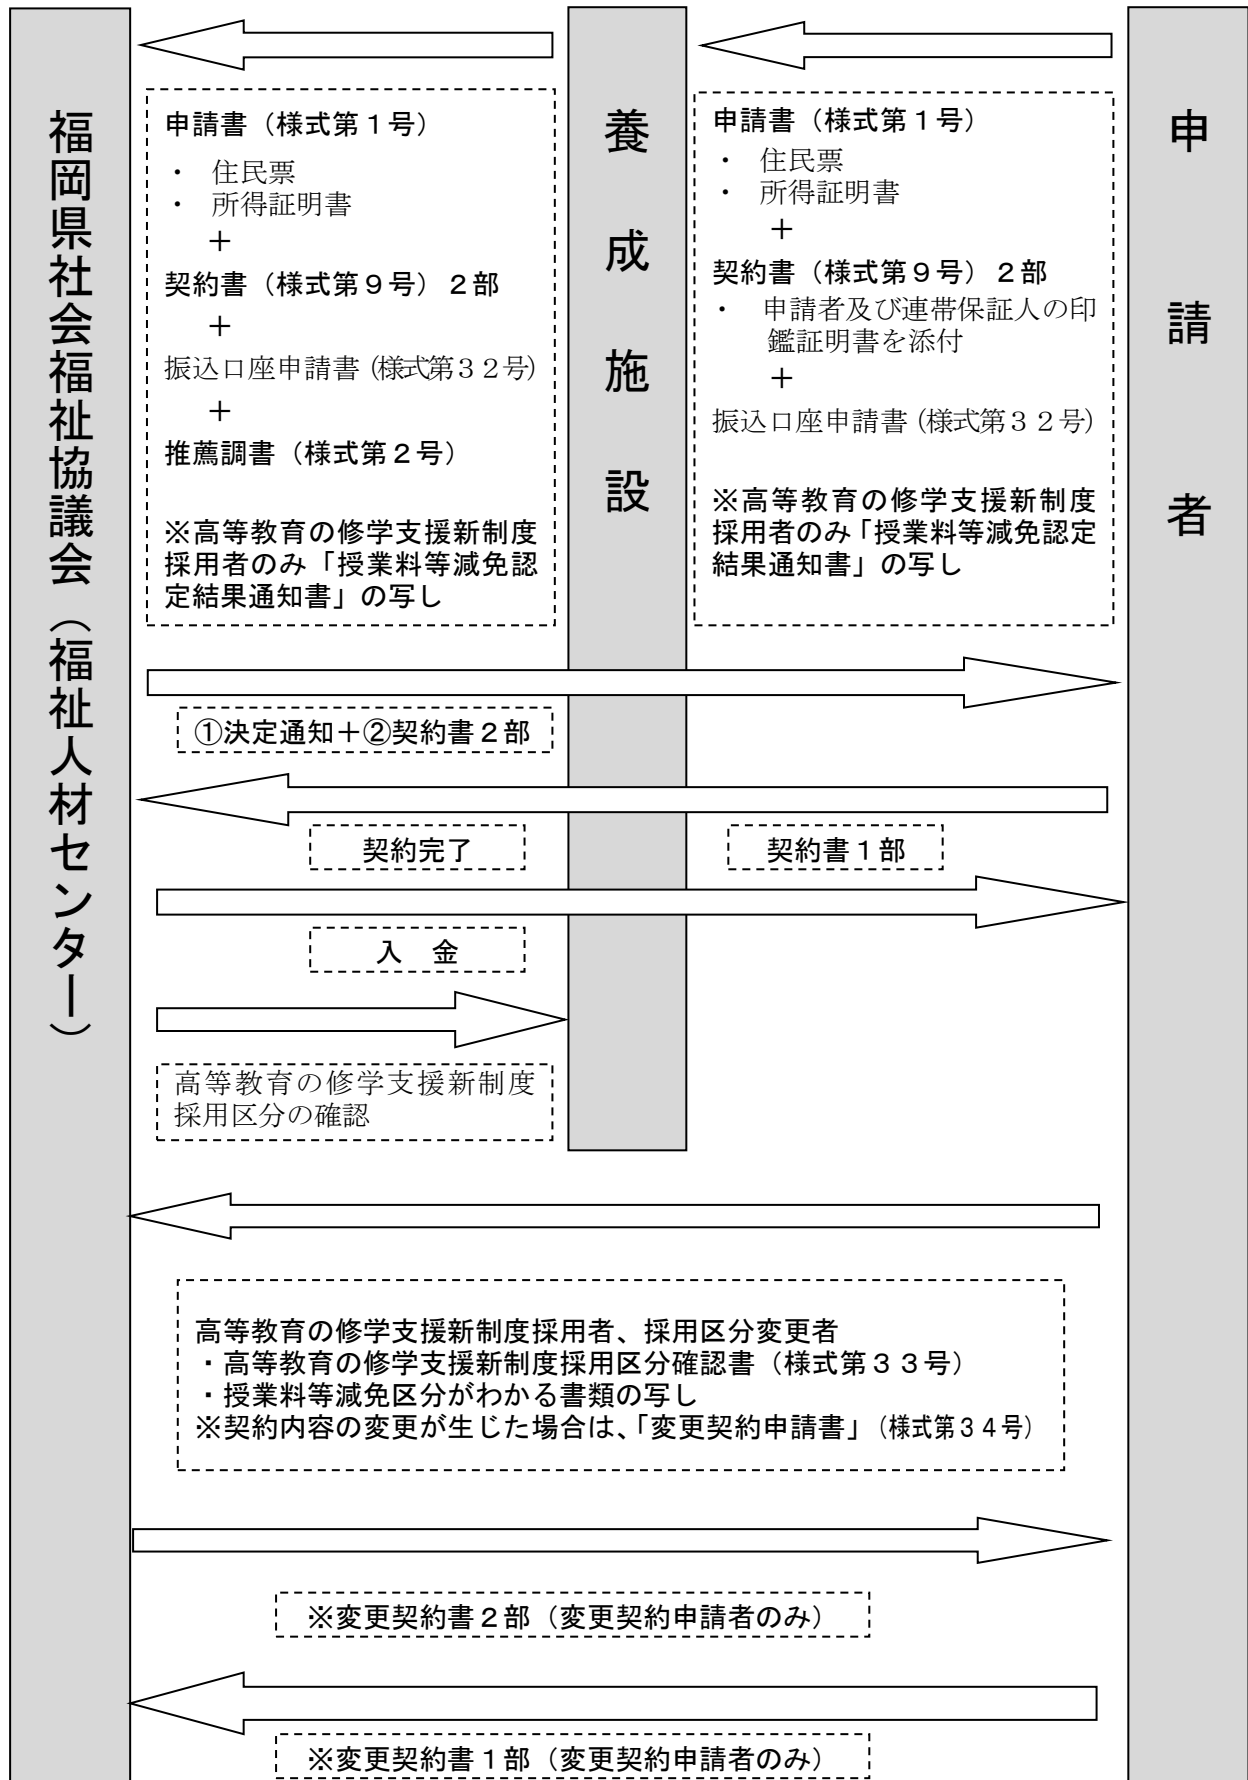 福岡県社会福祉協議会（福祉人材センター）
養成施設
申請者
申請書（様式第１号）
・ 住民票
・ 所得証明書
＋
契約書（様式第９号）２部
＋
振込口座申請書（様式第３２号）
＋
推薦調書（様式第２号）
※高等教育の修学支援新制度
採用者のみ「授業料等減免認
定結果通知書」の写し
申請書（様式第１号）
・ 住民票
・ 所得証明書
＋
契約書（様式第９号）２部
・ 申請者及び連帯保証人の印
鑑証明書を添付
＋
振込口座申請書（様式第３２号）
※高等教育の修学支援新制度
採用者のみ「授業料等減免認定
結果通知書」の写し
①決定通知＋②契約書２部
契約完了
契約書１部
入　金
高等教育の修学支援新制度
採用区分の確認
高等教育の修学支援新制度採用者、採用区分変更者
・高等教育の修学支援新制度採用区分確認書（様式第３３号）
・授業料等減免区分がわかる書類の写し
※契約内容の変更が生じた場合は、「変更契約申請書」（様式第３４号）
※変更契約書２部（変更契約申請者のみ）
※変更契約書１部（変更契約申請者のみ）